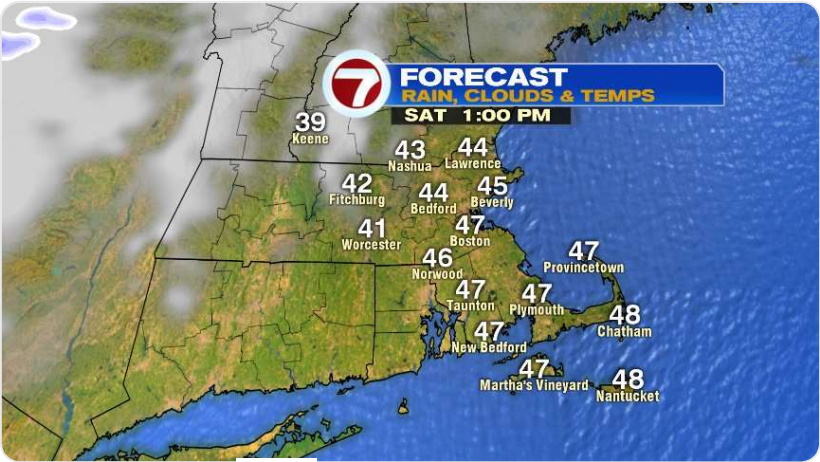 7
FORECAST
RAIN, CLOUDS & TEMPS
SAT 1:00 PM
39
Keene
43
Nashua
44
Lawrence
42
Fitchburg
44
Bedford
45
Beverly
41
Worcester
47
Boston
46
Norwood
47
Provincetown
47
Taunton
47
Plymouth
48
Chatham
47
New Bedford
47
Martha's Vineyard
48
Nantucket